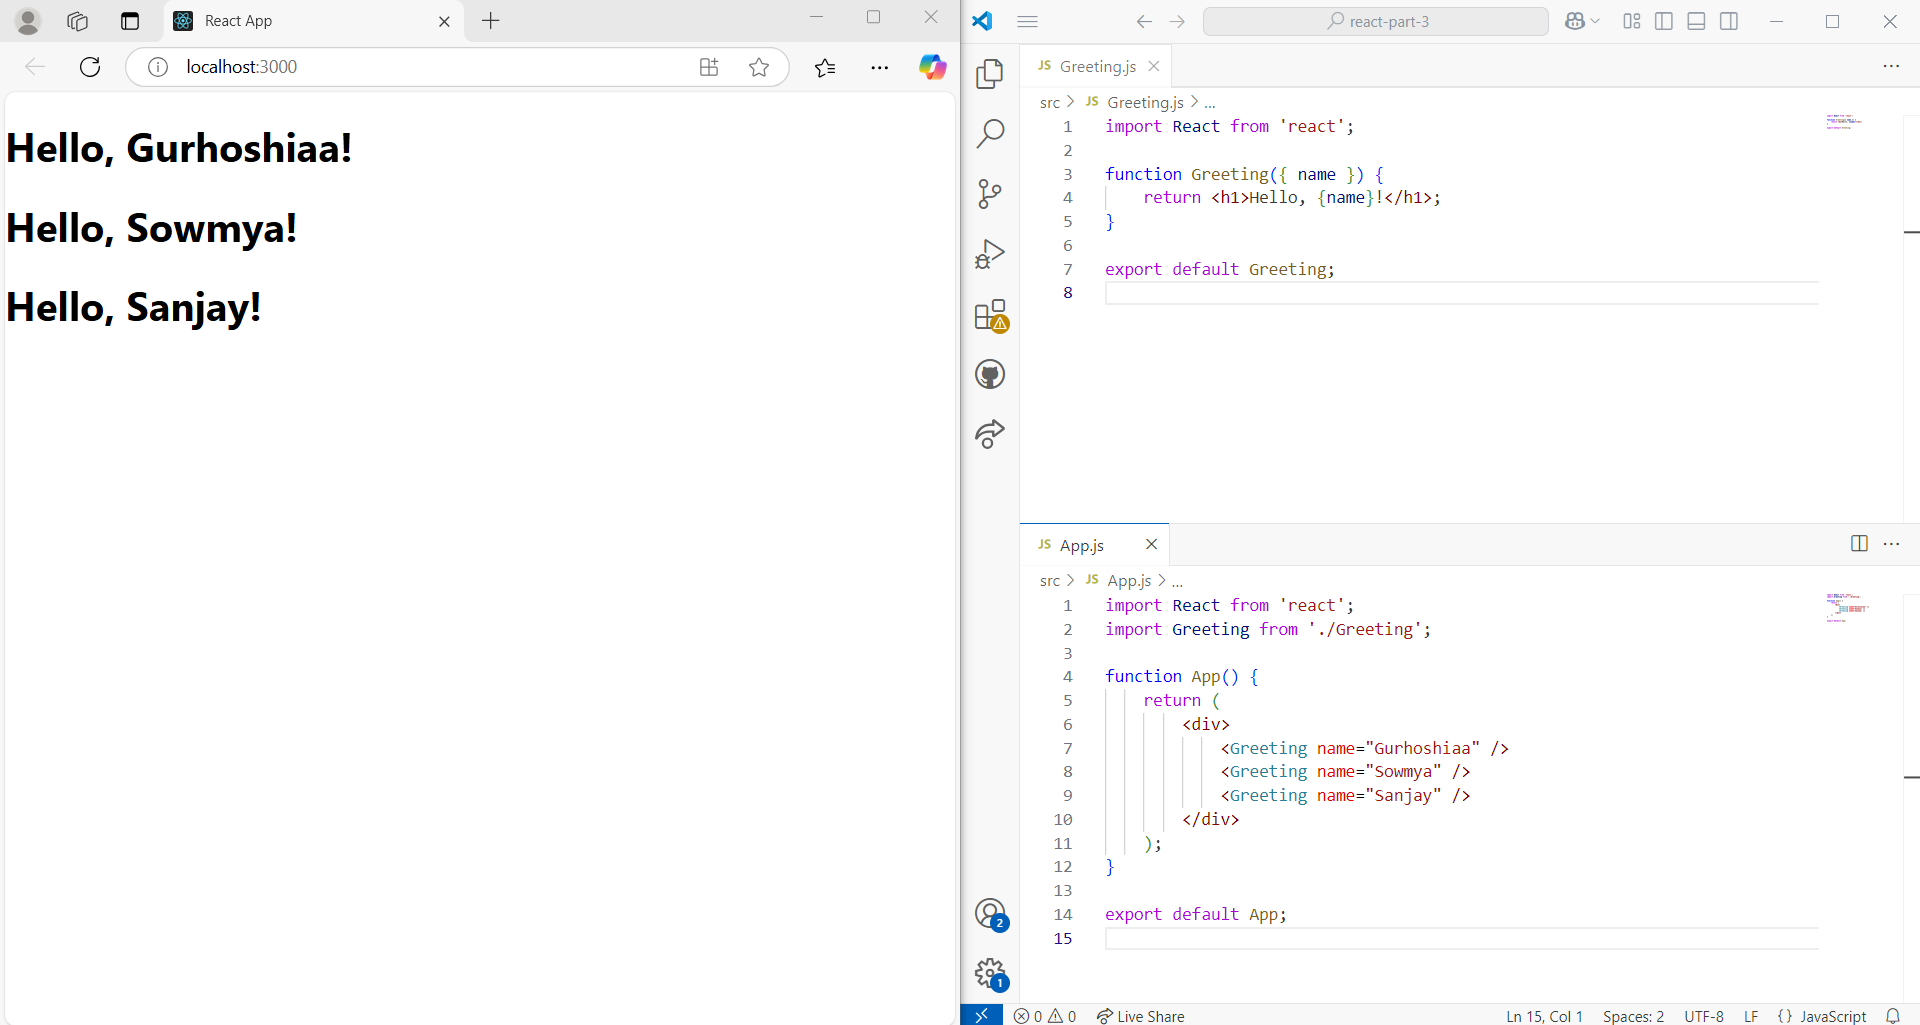 React App
localhost:3000
Hello, Gurhoshiaa!
Hello, Sowmya!
Hello, Sanjay!
react-part-3
JS Greeting.js
src > JS Greeting.js > ...
1 import React from 'react';
2
3 function Greeting({ name }) {
4     return <h1>Hello, {name}!</h1>;
5 }
6
7 export default Greeting;
8
JS App.js
src > JS App.js > ...
1 import React from 'react';
2 import Greeting from './Greeting';
3
4 function App() {
5     return (
6         <div>
7             <Greeting name="Gurhoshiaa" />
8             <Greeting name="Sowmya" />
9             <Greeting name="Sanjay" />
10         </div>
11     );
12 }
13
14 export default App;
15
2
1
0 0 Live Share Ln 15, Col 1 Spaces: 2 UTF-8 LF {} JavaScript